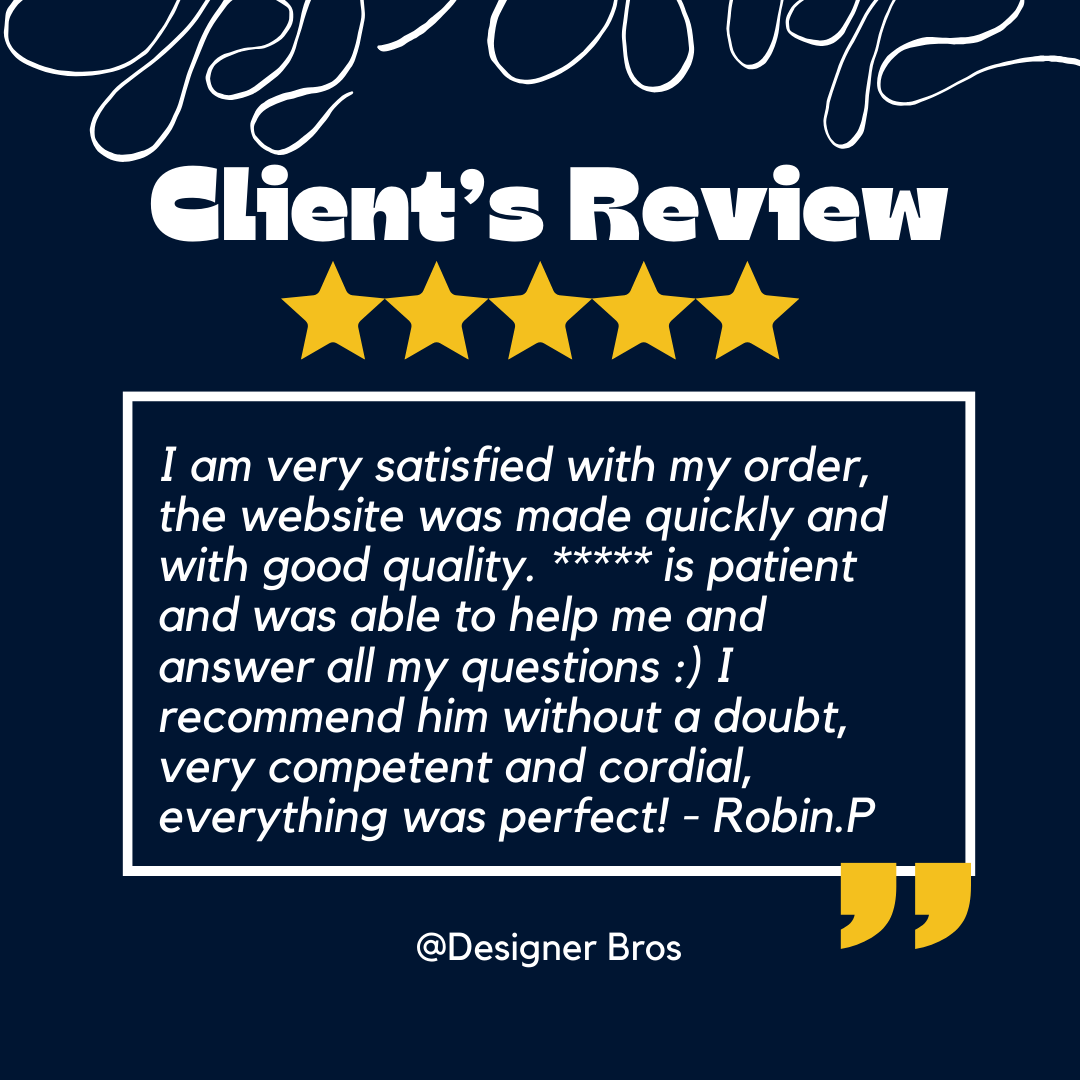 Client's Review
I am very satisfied with my order,
the website was made quickly and
with good quality. ***** is patient
and was able to help me and
answer all my questions :) I
recommend him without a doubt,
very competent and cordial,
everything was perfect! - Robin.P
@Designer Bros